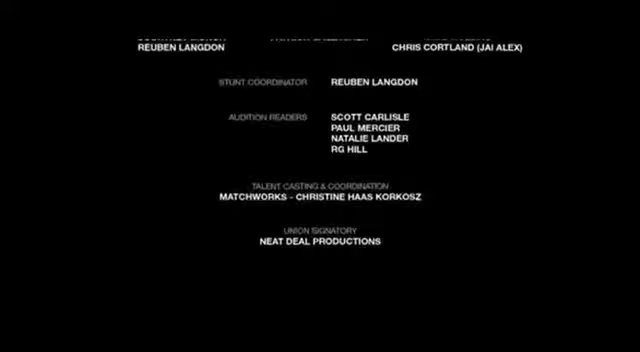 REUBEN LANGDON CHRIS CORTLAND (JAI ALEX)
STUNT COORDINATOR REUBEN LANGDON
AUDITION READERS SCOTT CARLISLE
PAUL MERCIER
NATALIE LANDER
RG HILL
TALENT CASTING & COORDINATION
MATCHWORKS - CHRISTINE HAAS KORKOSZ
UNION SIGNATORY
NEAT DEAL PRODUCTIONS